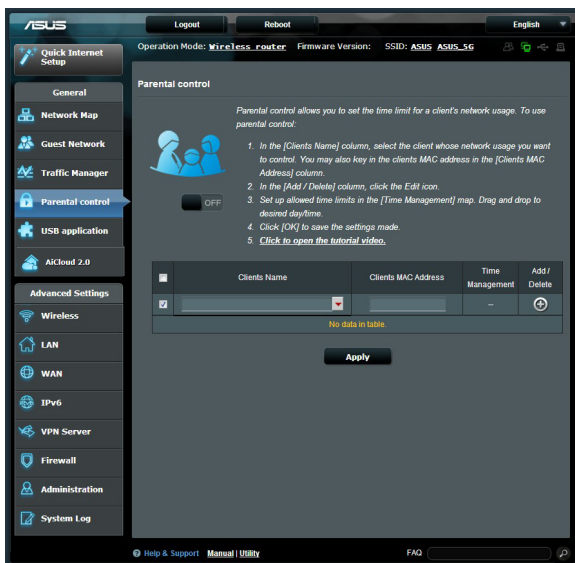 ASUS
Logout
Reboot
English
Quick Internet
Setup
Operation Mode: Wireless router Firmware Version: SSID: ASUS ASUS_5G
General
Network Map
Guest Network
Traffic Manager
Parental control
USB application
AiCloud 2.0
Advanced Settings
Wireless
LAN
WAN
IPv6
VPN Server
Firewall
Administration
System Log
Parental control
Parental control allows you to set the time limit for a client's network usage. To use
parental control:
1. In the [Clients Name] column, select the client whose network usage you want
to control. You may also key in the clients MAC address in the [Clients MAC
Address] column.
2. In the [Add / Delete] column, click the Edit icon.
3. Set up allowed time limits in the [Time Management] map. Drag and drop to
desired day/time.
4. Click [OK] to save the settings made.
5. Click to open the tutorial video.
OFF
Clients Name
Clients MAC Address
Time
Management
Add /
Delete
--
No data in table.
Apply
Help & Support Manual | Utility
FAQ